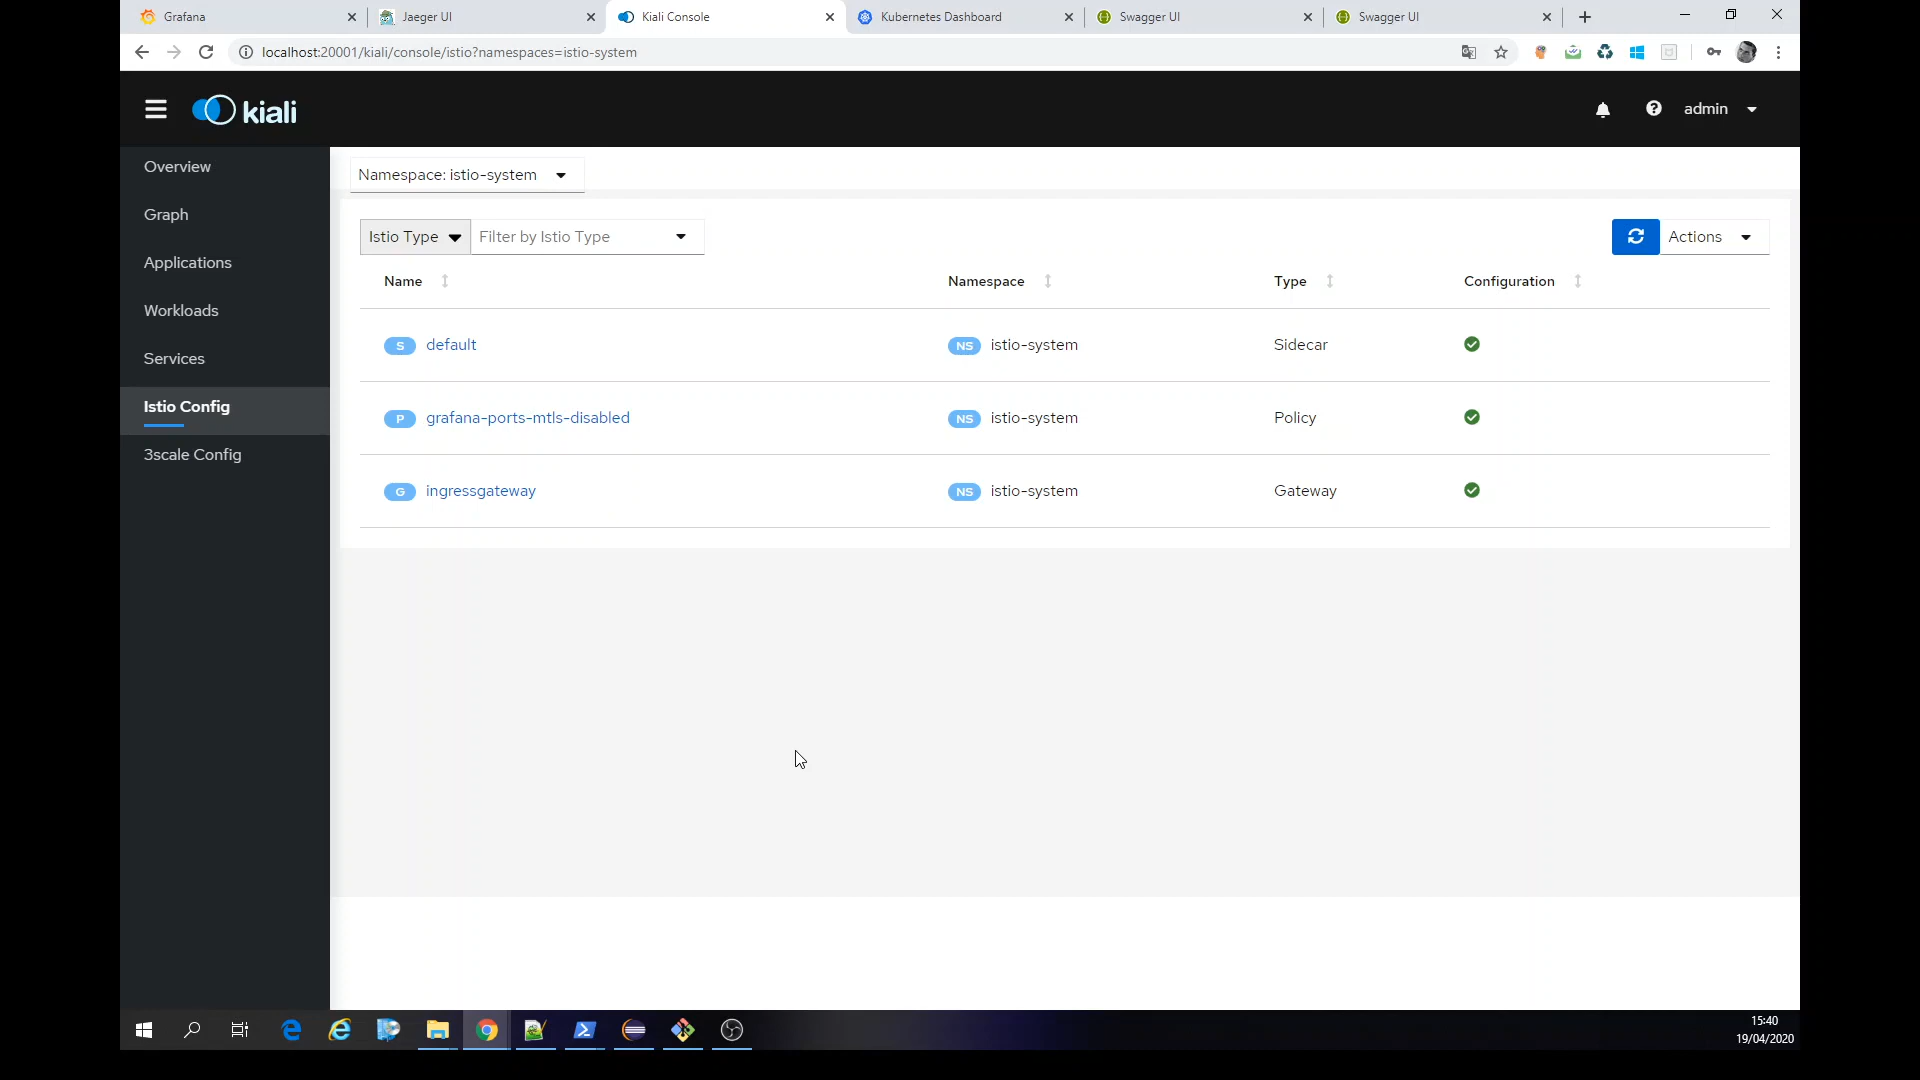 Grafana
Jaeger UI
Kiali Console
Kubernetes Dashboard
Swagger UI
Swagger UI
localhost:20001/kiali/console/istio?namespaces=istio-system
kiali
admin
Overview
Graph
Applications
Workloads
Services
Istio Config
3scale Config
Namespace: istio-system
Istio Type
Filter by Istio Type
Actions
Name
Namespace
Type
Configuration
S default NS istio-system Sidecar
P grafana-ports-mtls-disabled NS istio-system Policy
G ingressgateway NS istio-system Gateway
15:40
19/04/2020